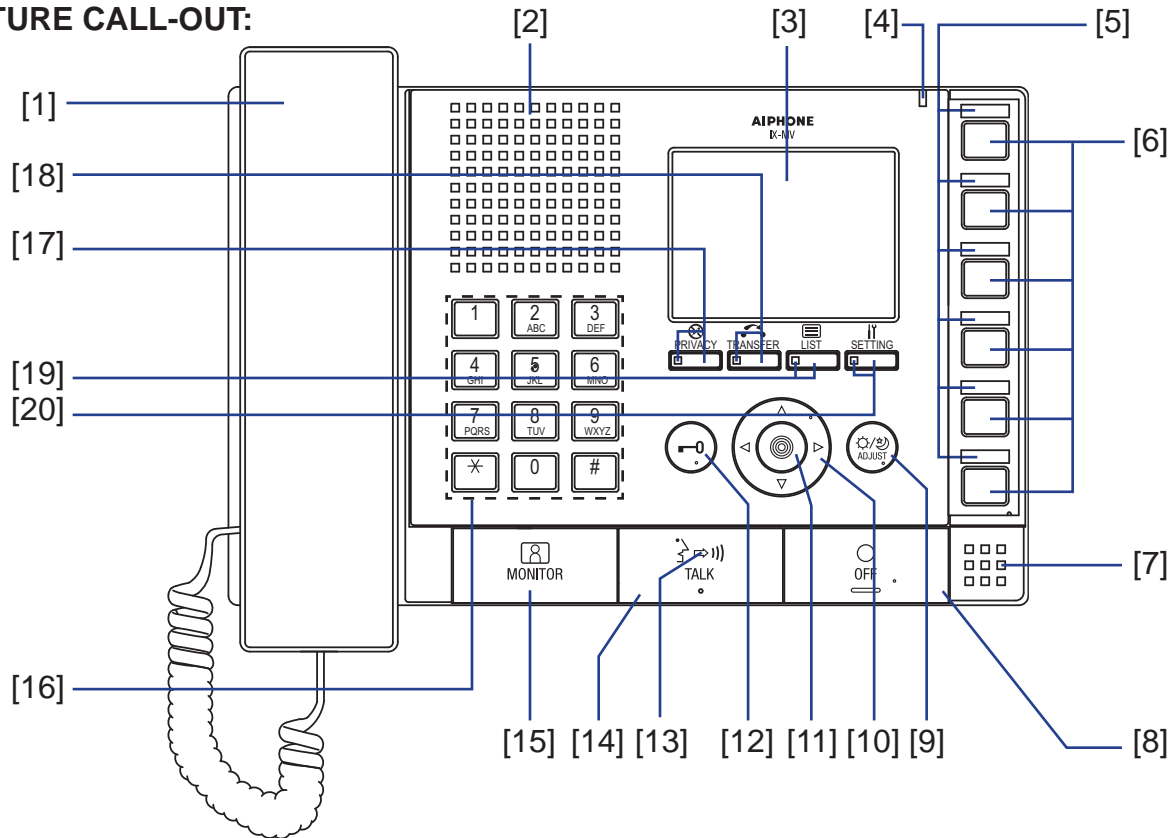 TURE CALL-OUT:
[2] [3] [4] [5]
[1]
AIPHONE
IX-MV
[6]
[18]
[17]
1 2 ABC 3 DEF
PRIVACY TRANSFER LIST SETTING
[19]
4 GHI 5 JKL 6 MNO
[20]
7 PQRS 8 TUV 9 WXYZ
ADJUST
* 0 #
MONITOR TALK OFF
[7]
[16]
[15] [14] [13] [12] [11] [10] [9] [8]